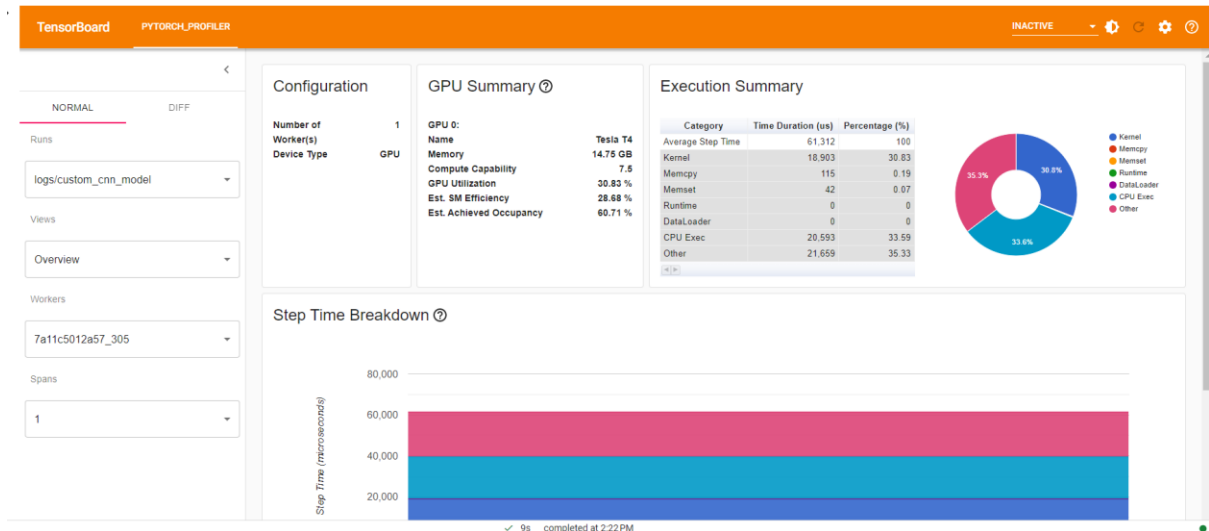 TensorBoard PYTORCH_PROFILER INACTIVE
NORMAL DIFF
Runs
logs/custom_cnn_model
Views
Overview
Workers
7a11c5012a57_305
Spans
1
Configuration
Number of Worker(s) 1
Device Type GPU
GPU Summary
GPU 0:
Name Tesla T4
Memory 14.75 GB
Compute Capability 7.5
GPU Utilization 30.83 %
Est. SM Efficiency 28.68 %
Est. Achieved Occupancy 60.71 %
Execution Summary
Category Time Duration (us) Percentage (%)
Average Step Time 61,312 100
Kernel 18,903 30.83
Memcpy 115 0.19
Memset 42 0.07
Runtime 0 0
DataLoader 0 0
CPU Exec 20,593 33.59
Other 21,659 35.33
35.3%
30.8%
33.6%
Kernel
Memcpy
Memset
Runtime
DataLoader
CPU Exec
Other
Step Time Breakdown
Step Time (microseconds)
80,000
60,000
40,000
20,000
9s completed at 2:22 PM